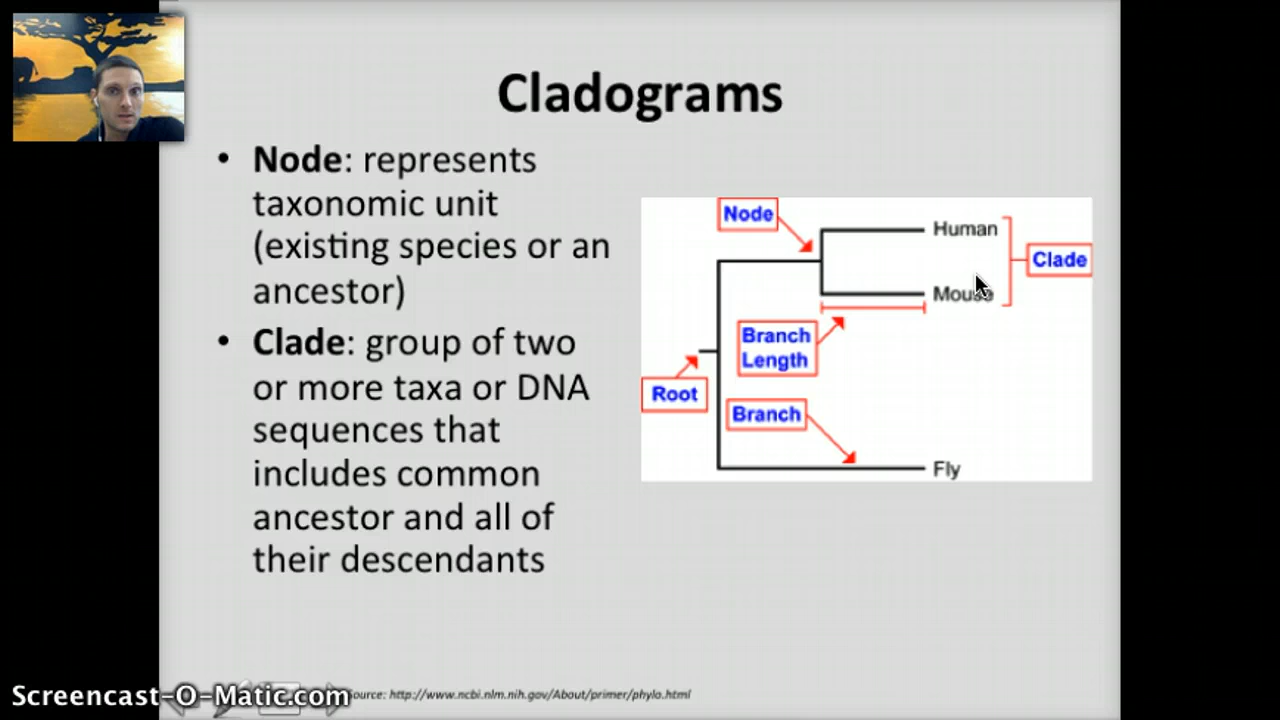 Cladograms
• Node: represents
taxonomic unit
(existing species or an
ancestor)
• Clade: group of two
or more taxa or DNA
sequences that
includes common
ancestor and all of
their descendants
Node
Human
Clade
Mouse
Branch
Length
Root
Branch
Fly
Screencast-O-Matic.com
Source: http://www.ncbi.nlm.nih.gov/About/primer/phylo.html